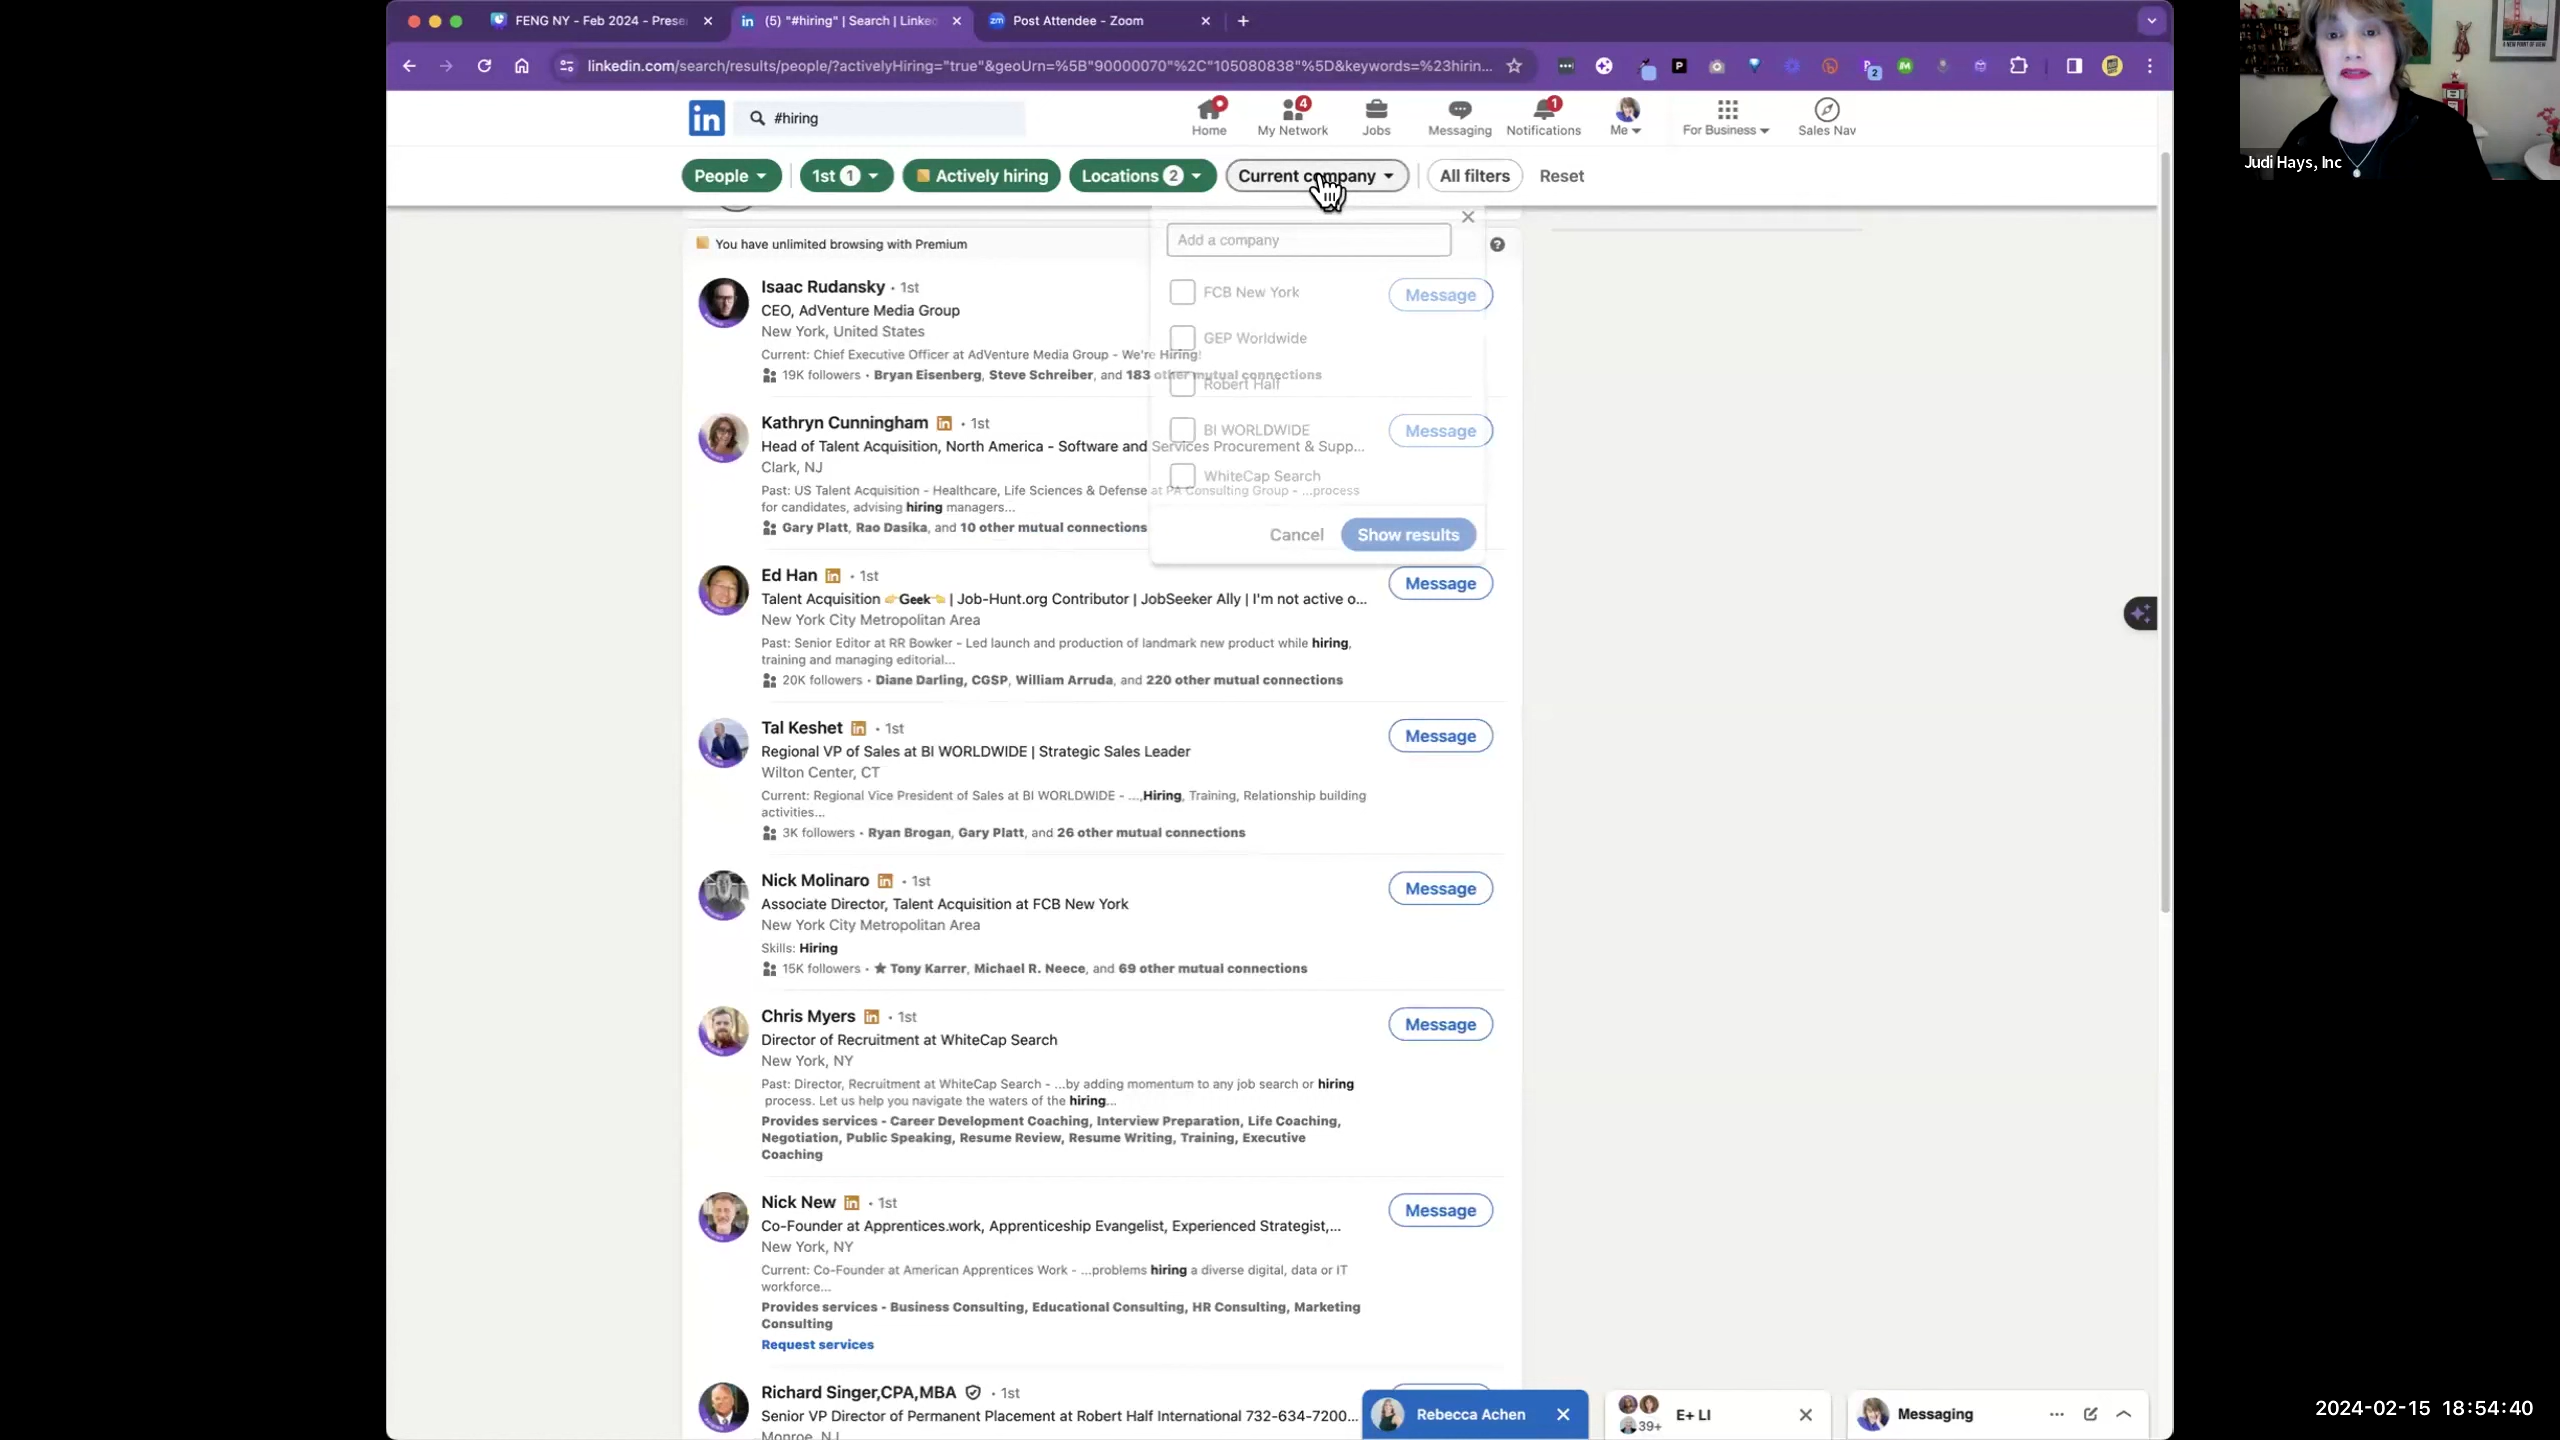 FENG NY - Feb 2024 - Prese
(5) "#hiring" | Search | Linke
Post Attendee - Zoom
linkedin.com/search/results/people/?activelyHiring="true"&geoUrn=%5B"90000070"%2C"105080838"%5D&keywords=%23hirin...
Judi Hays, Inc
#hiring
Home
4
My Network
Jobs
Messaging
1
Notifications
Me
For Business
Sales Nav
People
1st 1
Actively hiring
Locations 2
Current company
All filters
Reset
You have unlimited browsing with Premium
Add a company
FCB New York
GEP Worldwide
Robert Half
BI WORLDWIDE
WhiteCap Search
Cancel
Show results
Isaac Rudansky • 1st
CEO, AdVenture Media Group
New York, United States
Current: Chief Executive Officer at AdVenture Media Group - We're Hiring!
19K followers • Bryan Eisenberg, Steve Schreiber, and 183 other mutual connections
Message
Kathryn Cunningham • 1st
Head of Talent Acquisition, North America - Software and Services Procurement & Supp...
Clark, NJ
Past: US Talent Acquisition - Healthcare, Life Sciences & Defense at PA Consulting Group - ...process
for candidates, advising hiring managers...
Gary Platt, Rao Dasika, and 10 other mutual connections
Message
Ed Han • 1st
Talent Acquisition 👉Geek👈 | Job-Hunt.org Contributor | JobSeeker Ally | I'm not active o...
New York City Metropolitan Area
Past: Senior Editor at RR Bowker - Led launch and production of landmark new product while hiring,
training and managing editorial...
20K followers • Diane Darling, CGSP, William Arruda, and 220 other mutual connections
Message
Tal Keshet • 1st
Regional VP of Sales at BI WORLDWIDE | Strategic Sales Leader
Wilton Center, CT
Current: Regional Vice President of Sales at BI WORLDWIDE - ...,Hiring, Training, Relationship building
activities...
3K followers • Ryan Brogan, Gary Platt, and 26 other mutual connections
Message
Nick Molinaro • 1st
Associate Director, Talent Acquisition at FCB New York
New York City Metropolitan Area
Skills: Hiring
15K followers • ★ Tony Karrer, Michael R. Neece, and 69 other mutual connections
Message
Chris Myers • 1st
Director of Recruitment at WhiteCap Search
New York, NY
Past: Director, Recruitment at WhiteCap Search - ...by adding momentum to any job search or hiring
process. Let us help you navigate the waters of the hiring...
Provides services - Career Development Coaching, Interview Preparation, Life Coaching,
Negotiation, Public Speaking, Resume Review, Resume Writing, Training, Executive
Coaching
Message
Nick New • 1st
Co-Founder at Apprentices.work, Apprenticeship Evangelist, Experienced Strategist,...
New York, NY
Current: Co-Founder at American Apprentices Work - ...problems hiring a diverse digital, data or IT
workforce...
Provides services - Business Consulting, Educational Consulting, HR Consulting, Marketing
Consulting
Request services
Message
Richard Singer,CPA,MBA • 1st
Senior VP Director of Permanent Placement at Robert Half International 732-634-7200...
Monroe, NJ
Rebecca Achen
39+
E+ LI
Messaging
2024-02-15 18:54:40